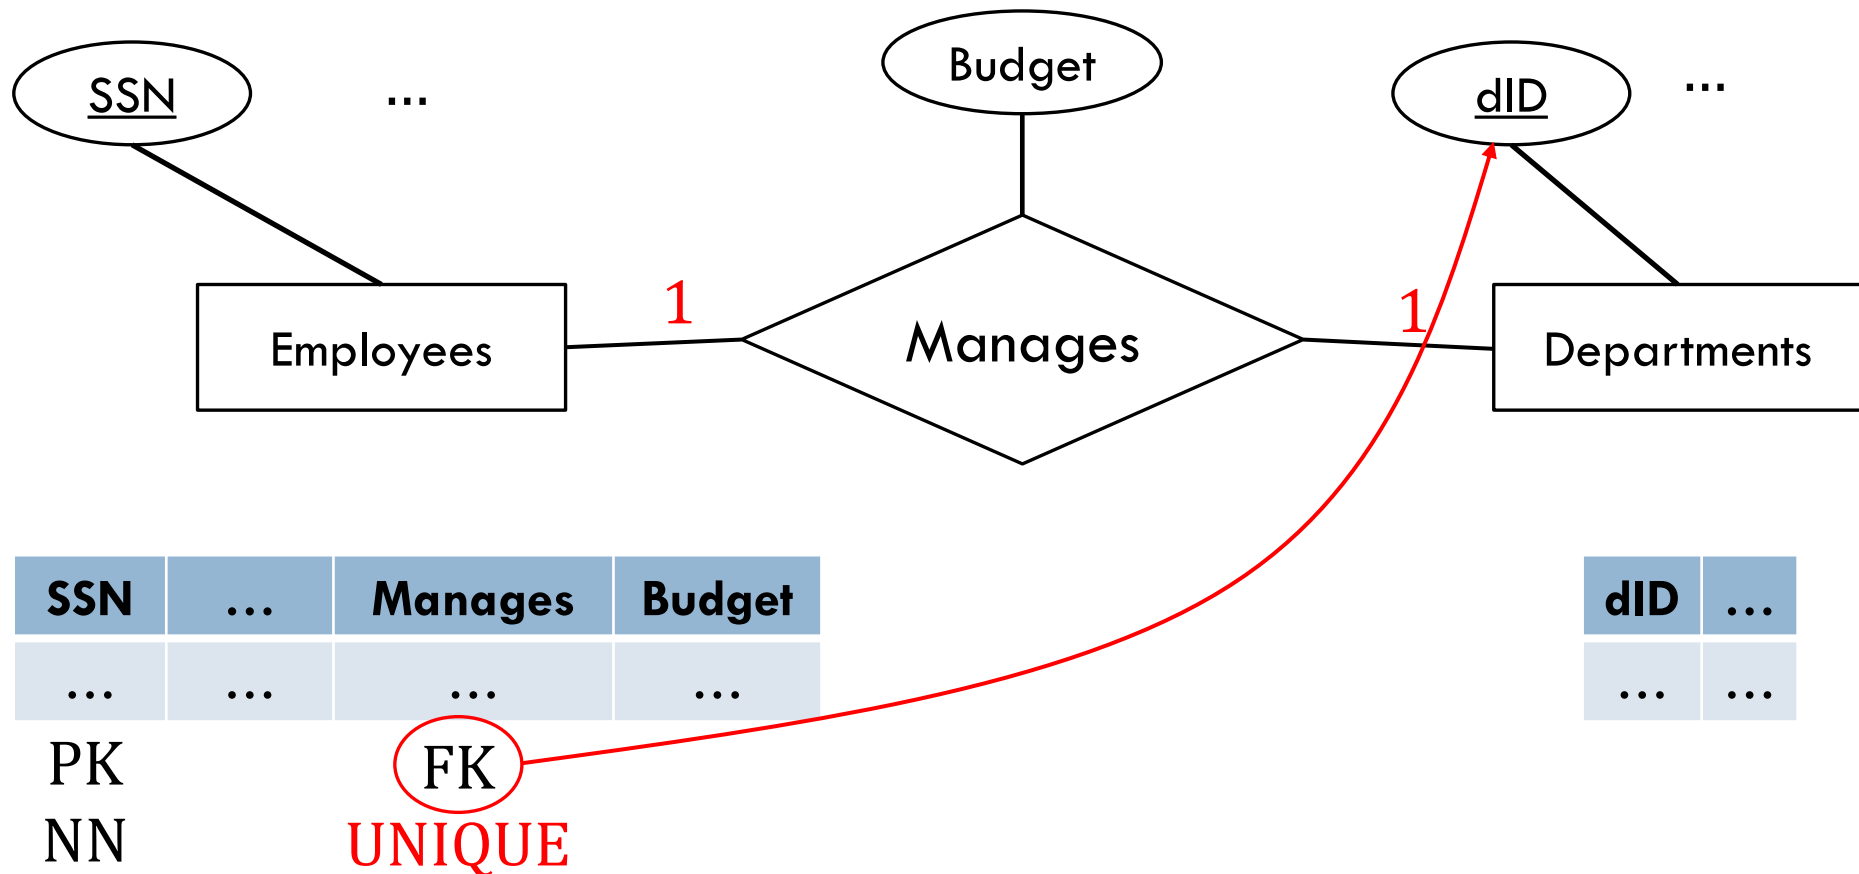 SSN ... Budget dID ...
1 1
Employees Manages Departments
SSN ... Manages Budget dID ...
... ... ... ... ... ...
PK FK
NN UNIQUE